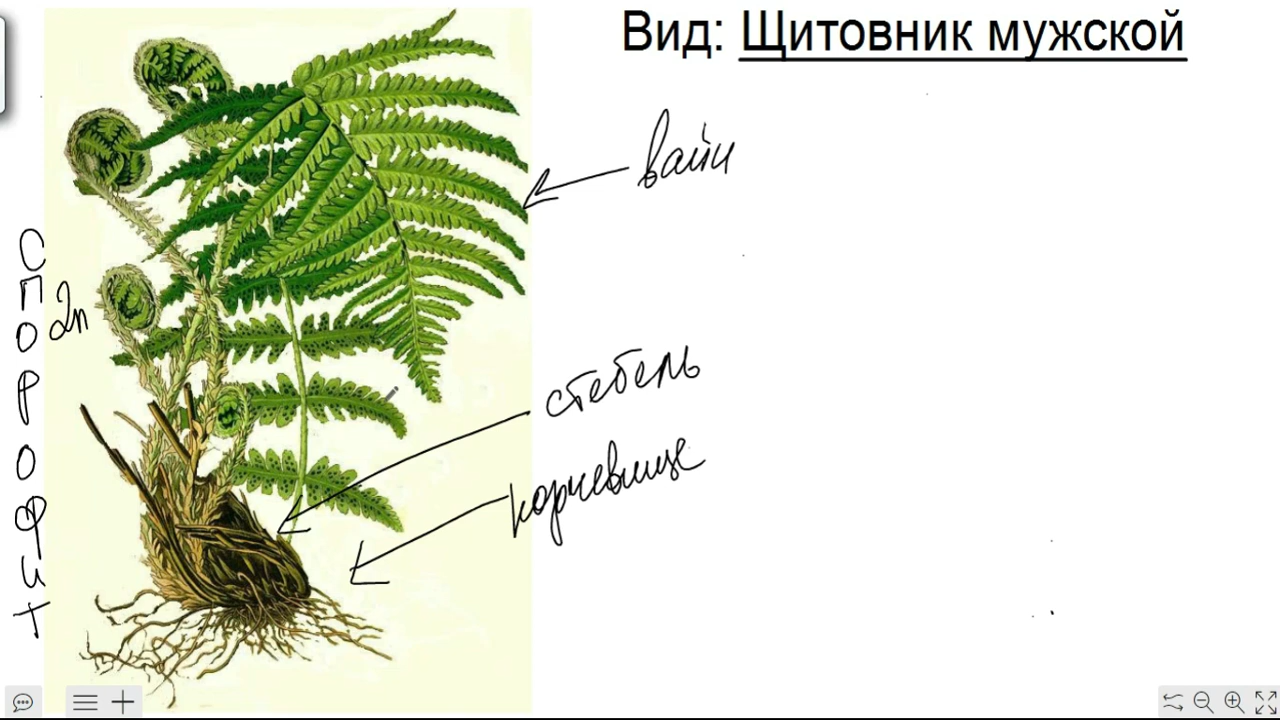 Вид: Щитовник мужской
вайи
спорофит
2n
стебель
корневище